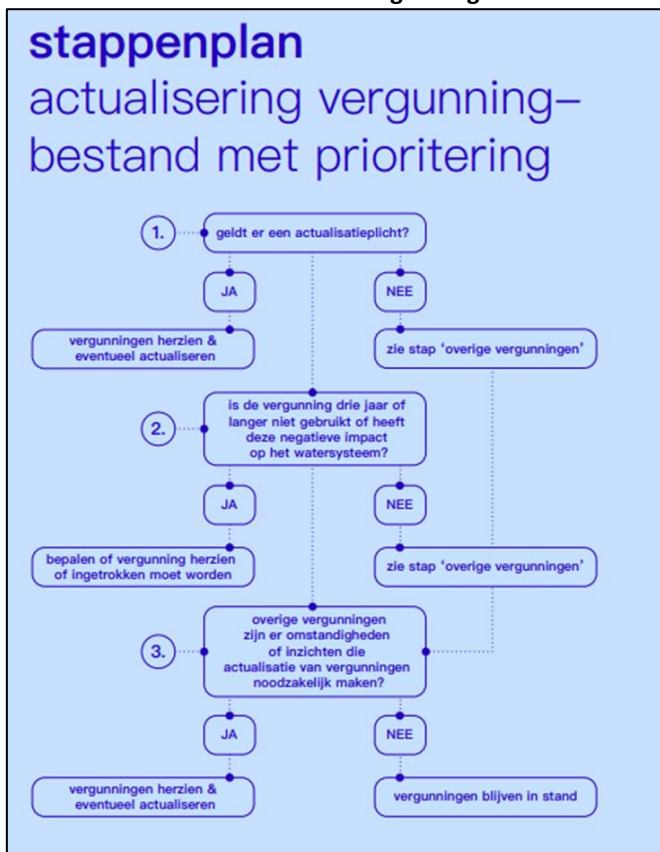 stappenplan
actualisering vergunning–
bestand met prioritering
1.
geldt er een actualisatieplicht?
JA
NEE
vergunningen herzien &
eventueel actualiseren
zie stap ‘overige vergunningen’
2.
is de vergunning drie jaar of
langer niet gebruikt of heeft
deze negatieve impact
op het watersysteem?
JA
NEE
bepalen of vergunning herzien
of ingetrokken moet worden
zie stap ‘overige vergunningen’
3.
overige vergunningen
zijn er omstandigheden
of inzichten die
actualisatie van vergunningen
noodzakelijk maken?
JA
NEE
vergunningen herzien &
eventueel actualiseren
vergunningen blijven in stand